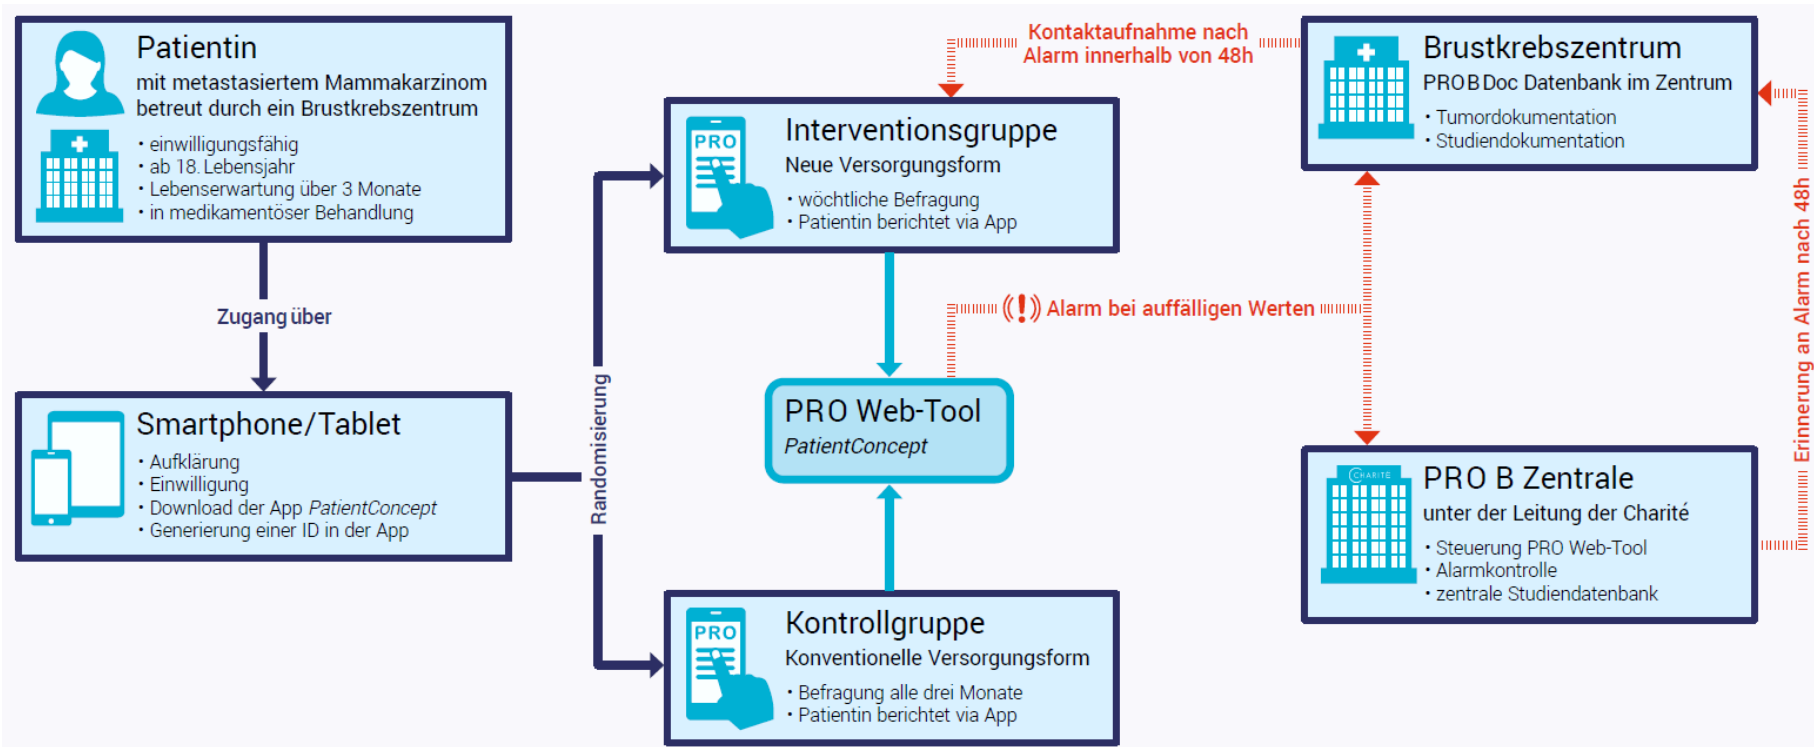 Patientin
mit metastasiertem Mammakarzinom
betreut durch ein Brustkrebszentrum
• einwilligungsfähig
• ab 18. Lebensjahr
• Lebenserwartung über 3 Monate
• in medikamentöser Behandlung
Zugang über
Smartphone/Tablet
• Aufklärung
• Einwilligung
• Download der App PatientConcept
• Generierung einer ID in der App
Randomisierung
PRO
Interventionsgruppe
Neue Versorgungsform
• wöchtliche Befragung
• Patientin berichtet via App
PRO Web-Tool
PatientConcept
PRO
Kontrollgruppe
Konventionelle Versorgungsform
• Befragung alle drei Monate
• Patientin berichtet via App
Kontaktaufnahme nach
Alarm innerhalb von 48h
(!) Alarm bei auffälligen Werten
Brustkrebszentrum
PRO B Doc Datenbank im Zentrum
• Tumordokumentation
• Studiendokumentation
CHARITÉ
PRO B Zentrale
unter der Leitung der Charité
• Steuerung PRO Web-Tool
• Alarmkontrolle
• zentrale Studiendatenbank
Erinnerung an Alarm nach 48h